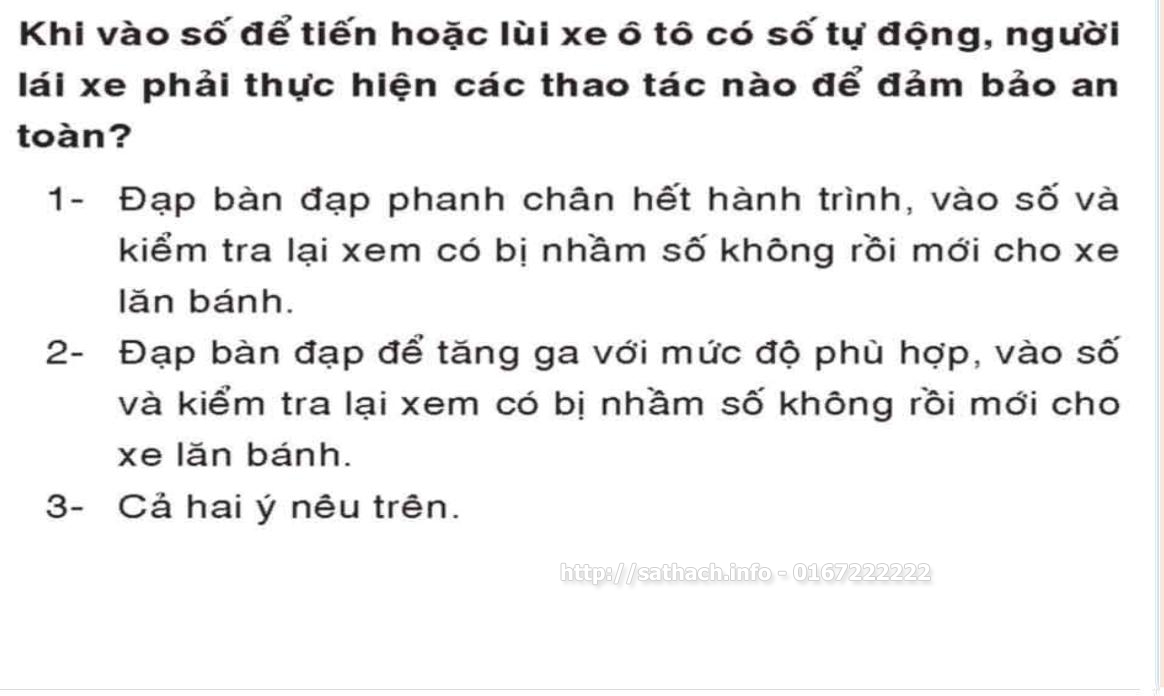 Khi vào số để tiến hoặc lùi xe ô tô có số tự động, người
lái xe phải thực hiện các thao tác nào để đảm bảo an
toàn?
1- Đạp bàn đạp phanh chân hết hành trình, vào số và
kiểm tra lại xem có bị nhầm số không rồi mới cho xe
lăn bánh.
2- Đạp bàn đạp để tăng ga với mức độ phù hợp, vào số
và kiểm tra lại xem có bị nhầm số không rồi mới cho
xe lăn bánh.
3- Cả hai ý nêu trên.
http://sathach.info - 0167222222